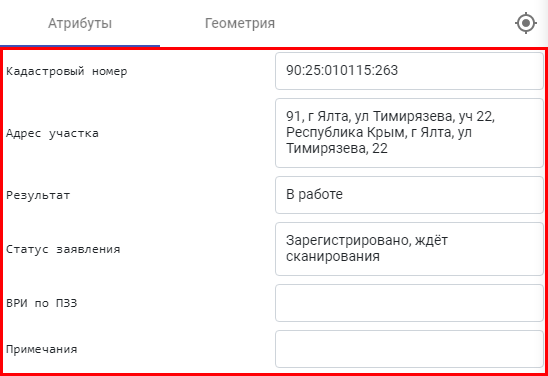 Атрибуты Геометрия
Кадастровый номер 90:25:010115:263
Адрес участка 91, г Ялта, ул Тимирязева, уч 22,
Республика Крым, г Ялта, ул
Тимирязева, 22
Результат В работе
Статус заявления Зарегистрировано, ждёт
сканирования
ВРИ по ПЗЗ
Примечания